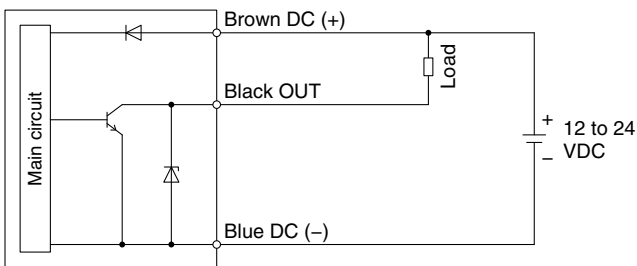 Brown DC (+)
Main circuit
Load
Black OUT
+
12 to 24
VDC
−
Blue DC (−)